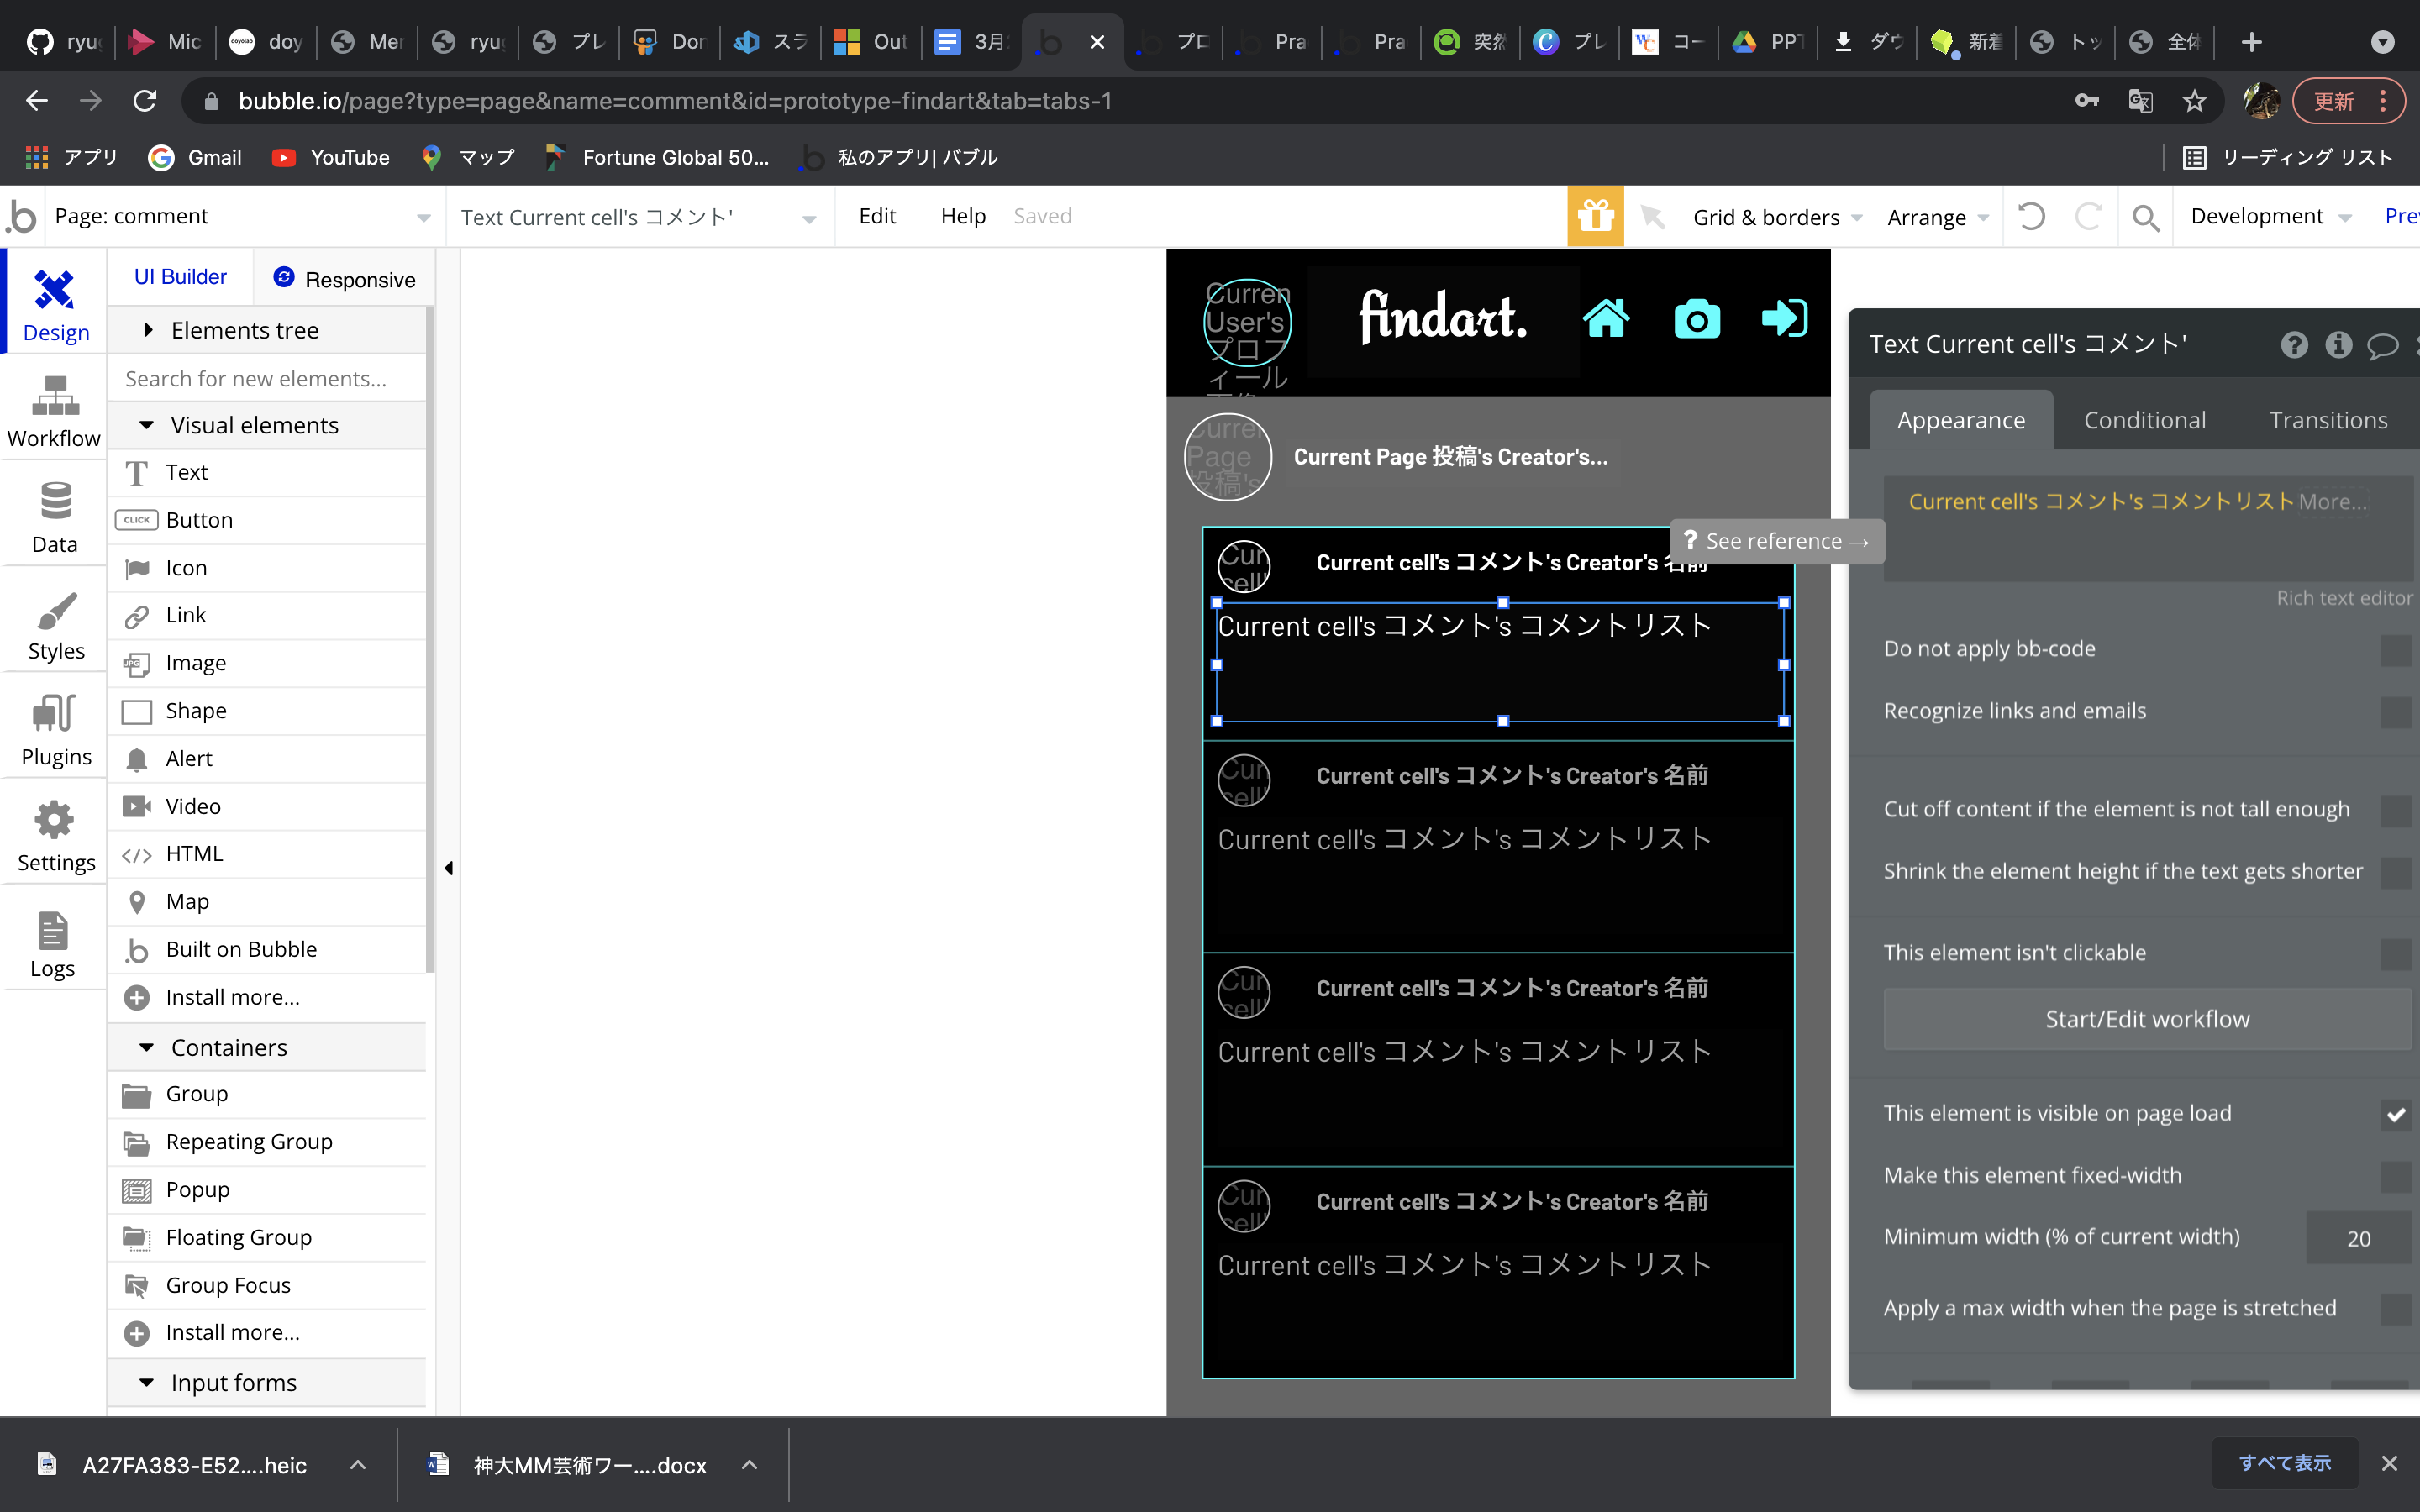 ryu
Mic
doy
Mer
ryu
プレ
Dor
スラ
Out
3月
プロ
Pra
Pra
突然
プレ
コー
PPT
ダウ
新着
トッ
全体
bubble.io/page?type=page&name=comment&id=prototype-findart&tab=tabs-1
更新
アプリ
Gmail
YouTube
マップ
Fortune Global 50...
私のアプリ| バブル
リーディング リスト
Page: comment
Text Current cell's コメント'
Edit
Help
Saved
Grid & borders
Arrange
Development
Pre
Design
Workflow
Data
Styles
Plugins
Settings
Logs
UI Builder
Responsive
Elements tree
Search for new elements...
Visual elements
Text
CLICK Button
Icon
Link
Image
Shape
Alert
Video
HTML
Map
Built on Bubble
Install more...
Containers
Group
Repeating Group
Popup
Floating Group
Group Focus
Install more...
Input forms
Curren
User's
プロフ
ィール
findart.
Curre
Page
投稿's
Current Page 投稿's Creator's...
Cur
cell'
Current cell's コメント's Creator's 名前
Current cell's コメント's コメントリスト
Cur
cell'
Current cell's コメント's Creator's 名前
Current cell's コメント's コメントリスト
Cur
cell'
Current cell's コメント's Creator's 名前
Current cell's コメント's コメントリスト
Cur
cell'
Current cell's コメント's Creator's 名前
Current cell's コメント's コメントリスト
? See reference →
Text Current cell's コメント'
Appearance
Conditional
Transitions
Current cell's コメント's コメントリスト More...
Rich text editor
Do not apply bb-code
Recognize links and emails
Cut off content if the element is not tall enough
Shrink the element height if the text gets shorter
This element isn't clickable
Start/Edit workflow
This element is visible on page load
Make this element fixed-width
Minimum width (% of current width)
20
Apply a max width when the page is stretched
A27FA383-E52....heic
神大MM芸術ワー....docx
すべて表示